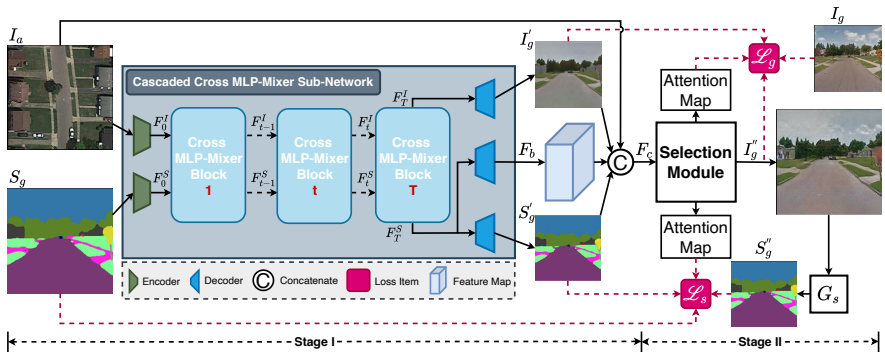 I_a
S_g
Cascaded Cross MLP-Mixer Sub-Network
F_0^I
F_0^S
Cross
MLP-Mixer
Block
1
F_{t-1}^I
F_{t-1}^S
Cross
MLP-Mixer
Block
t
F_t^I
F_t^S
Cross
MLP-Mixer
Block
T
F_T^I
F_T^S
I_g'
F_b
S_g'
C
F_c
Attention
Map
Selection
Module
Attention
Map
I_g''
ℒ_g
I_g
S_g''
ℒ_s
G_s
Encoder
Decoder
C
Concatenate
Loss Item
Feature Map
Stage I
Stage II